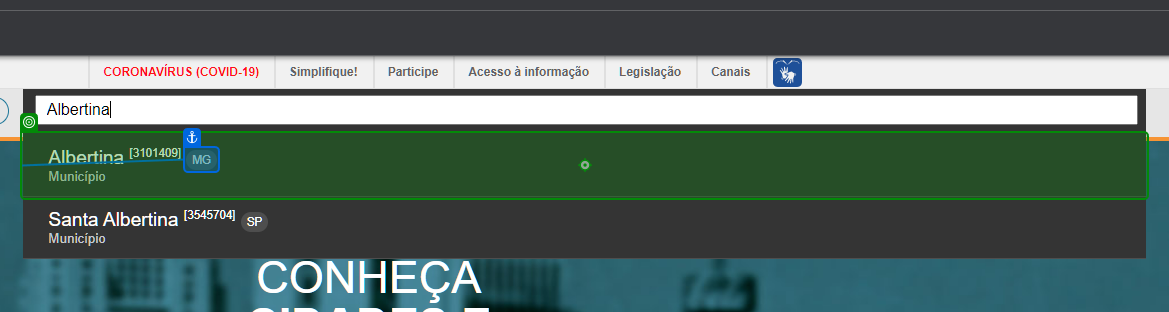 CORONAVÍRUS (COVID-19) Simplifique! Participe Acesso à informação Legislação Canais
Albertina
Albertina [3101409] MG
Município
Santa Albertina [3545704] SP
Município
CONHEÇA
CIDADES E